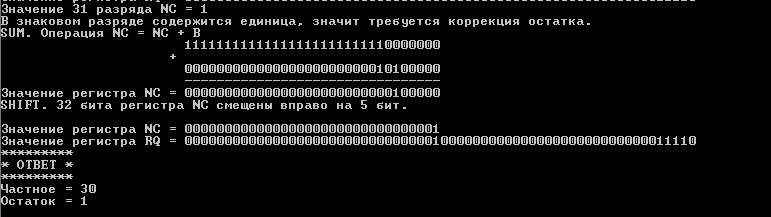 Значение 31 разряда NC = 1
В знаковом разряде содержится единица, значит требуется коррекция остатка.
SUM. Операция NC = NC + B
11111111111111111111111110000000
+
00000000000000000000000010100000
--------------------------------
Значение регистра NC = 00000000000000000000000000100000
SHIFT. 32 бита регистра NC смещены вправо на 5 бит.
Значение регистра NC = 00000000000000000000000000000001
Значение регистра RQ = 0000000000000000000000000000000100000000000000000000000000011110
*********
* ОТВЕТ *
*********
Частное = 30
Остаток = 1